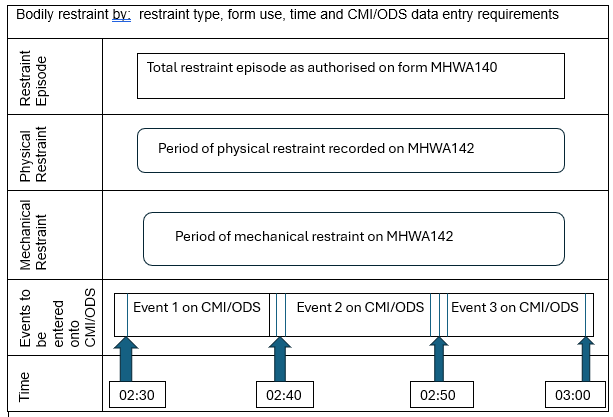 Bodily restraint by:  restraint type, form use, time and CMI/ODS data entry requirements
Restraint
Episode
Total restraint episode as authorised on form MHWA140
Physical
Restraint
Period of physical restraint recorded on MHWA142
Mechanical
Restraint
Period of mechanical restraint on MHWA142
Events to
be
entered
onto
CMI/ODS
Event 1 on CMI/ODS
Event 2 on CMI/ODS
Event 3 on CMI/ODS
Time
02:30
02:40
02:50
03:00